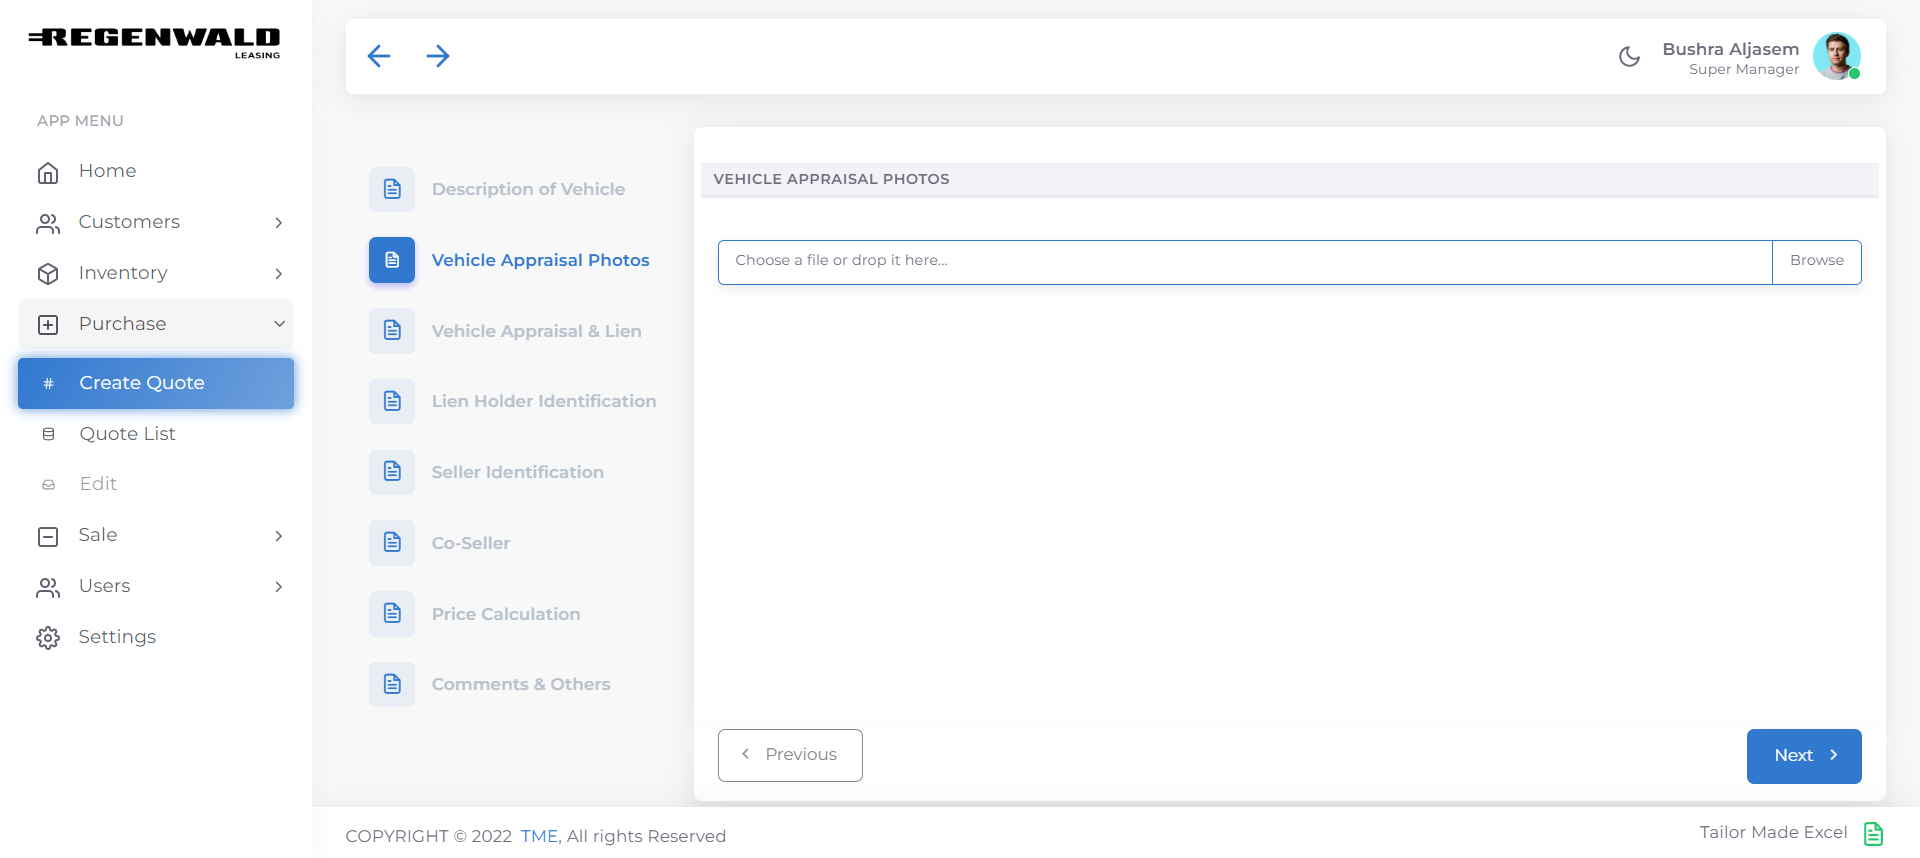 REGENWALD
LEASING
APP MENU
Home
Customers
Inventory
Purchase
Create Quote
Quote List
Edit
Sale
Users
Settings
Bushra Aljasem
Super Manager
Description of Vehicle
Vehicle Appraisal Photos
Vehicle Appraisal & Lien
Lien Holder Identification
Seller Identification
Co-Seller
Price Calculation
Comments & Others
VEHICLE APPRAISAL PHOTOS
Choose a file or drop it here... Browse
Previous Next
COPYRIGHT © 2022 TME, All rights Reserved
Tailor Made Excel